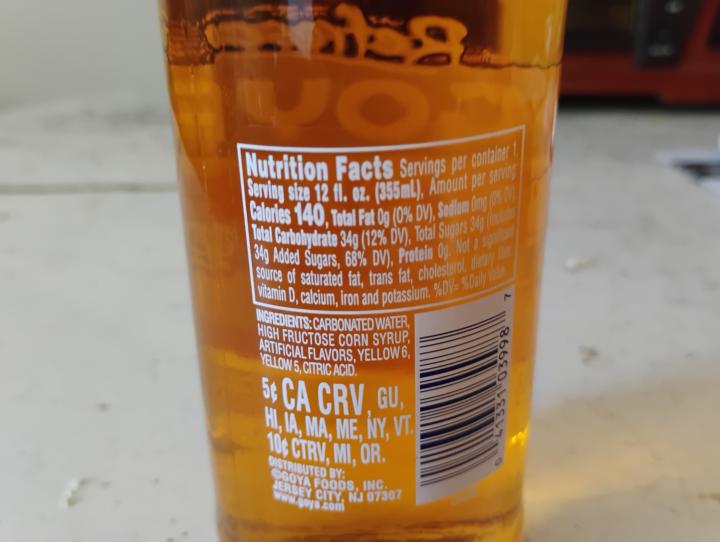 Nutrition Facts Servings per container 1,
Serving size 12 fl. oz. (355mL), Amount per serving
Calories 140, Total Fat 0g (0% DV), Sodium 0mg (0% DV),
Total Carbohydrate 34g (12% DV), Total Sugars 34g (Includes
34g Added Sugars, 68% DV), Protein 0g. Not a significant
source of saturated fat, trans fat, cholesterol, dietary fiber,
vitamin D, calcium, iron and potassium. %DV= %Daily Value
INGREDIENTS: CARBONATED WATER,
HIGH FRUCTOSE CORN SYRUP,
ARTIFICIAL FLAVORS, YELLOW 6,
YELLOW 5, CITRIC ACID.
5¢ CA CRV, GU,
HI, IA, MA, ME, NY, VT.
10¢ CTRV, MI, OR.
DISTRIBUTED BY:
©GOYA FOODS, INC.
JERSEY CITY, NJ 07307
www.goya.com
0 41331 03998 7